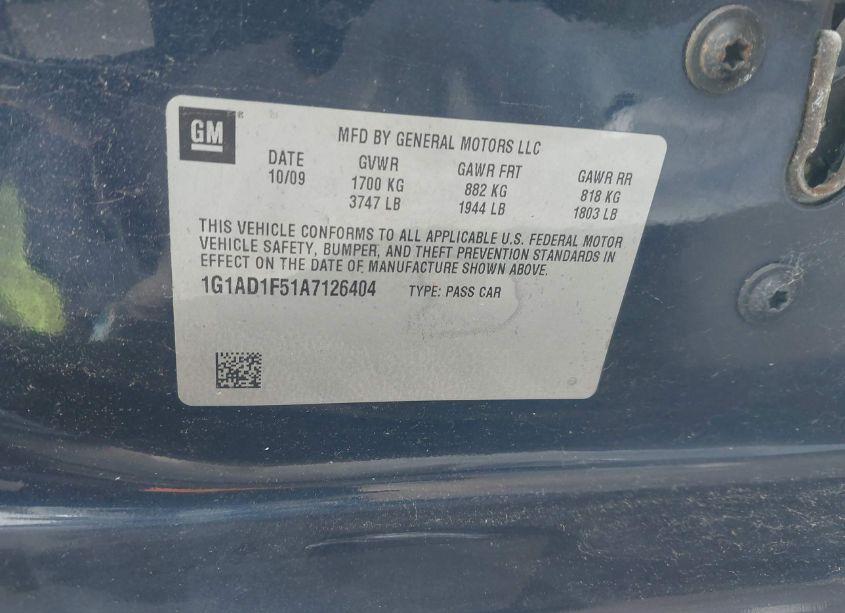 GM
MFD BY GENERAL MOTORS LLC
DATE GVWR GAWR FRT GAWR RR
10/09 1700 KG 882 KG 818 KG
3747 LB 1944 LB 1803 LB
THIS VEHICLE CONFORMS TO ALL APPLICABLE U.S. FEDERAL MOTOR
VEHICLE SAFETY, BUMPER, AND THEFT PREVENTION STANDARDS IN
EFFECT ON THE DATE OF MANUFACTURE SHOWN ABOVE.
1G1AD1F51A7126404 TYPE: PASS CAR